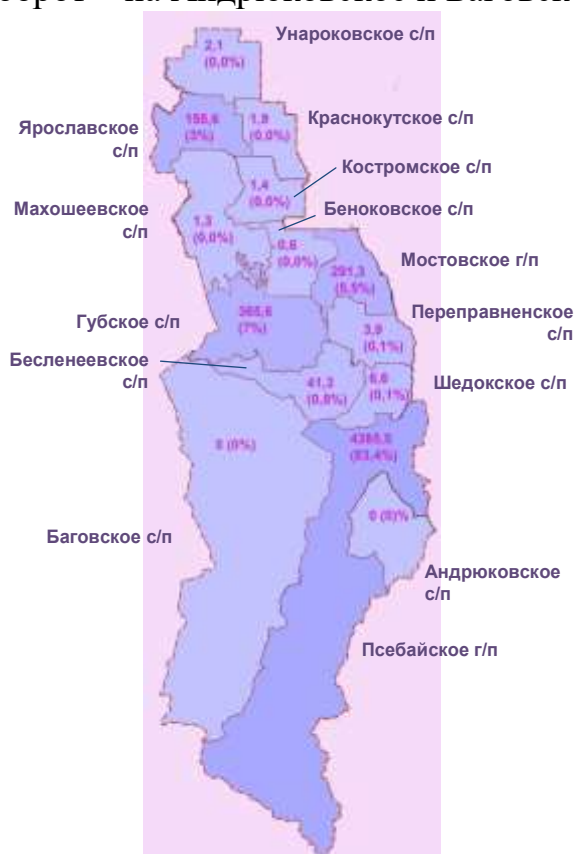 на Андрюковское и Баговск
Унароковское с/п
2,1
(0,0%)
Ярославское
с/п
155,6
(3%)
1,9
(0,0%)
Краснокутское с/п
Костромское с/п
1,4
(0,0%)
Беноковское с/п
Махошеевское
с/п
1,3
(0,0%)
0,6
(0,0%)
Мостовское г/п
291,3
(5,5%)
Губское с/п
365,6
(7%)
Переправненское
с/п
3,9
(0,1%)
Бесленеевское
с/п
41,3
(0,8%)
6,6
(0,1%)
Шедокское с/п
(83,4%)
0 (0%)
0 (0)%
Баговское с/п
Андрюковское
с/п
Псебайское г/п